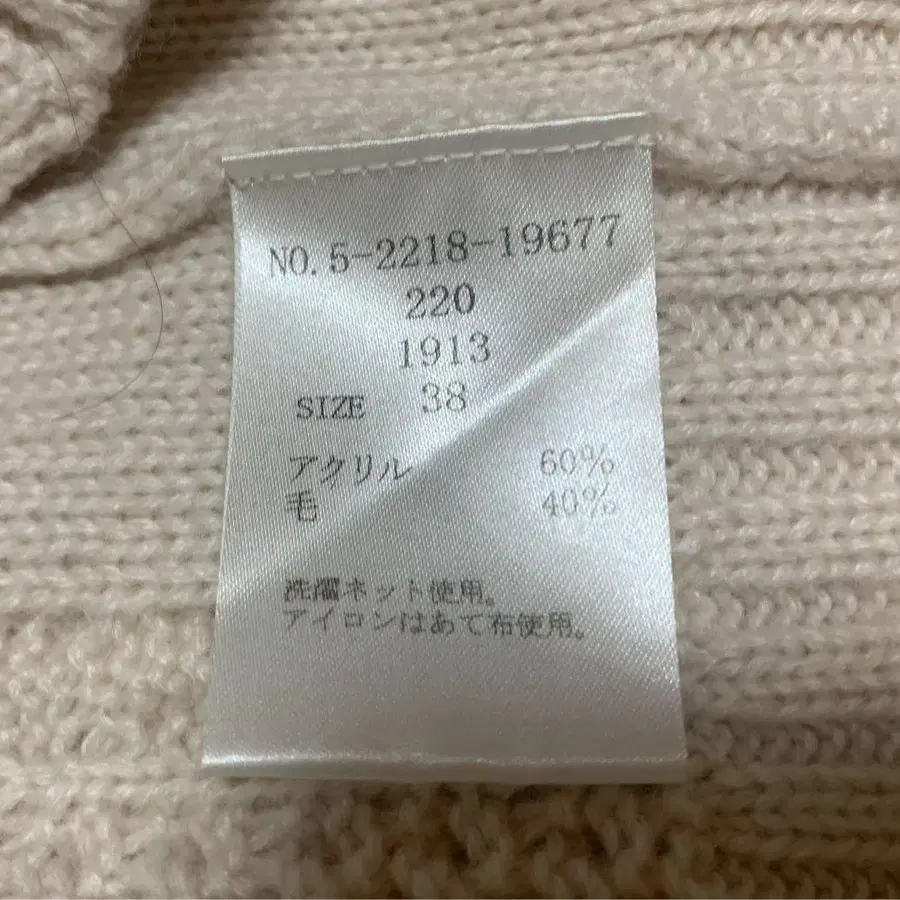 NO. 5-2218-19677
220
1913
SIZE 38
アクリル 60%
毛 40%
洗濯ネット使用。
アイロンはあて布使用。